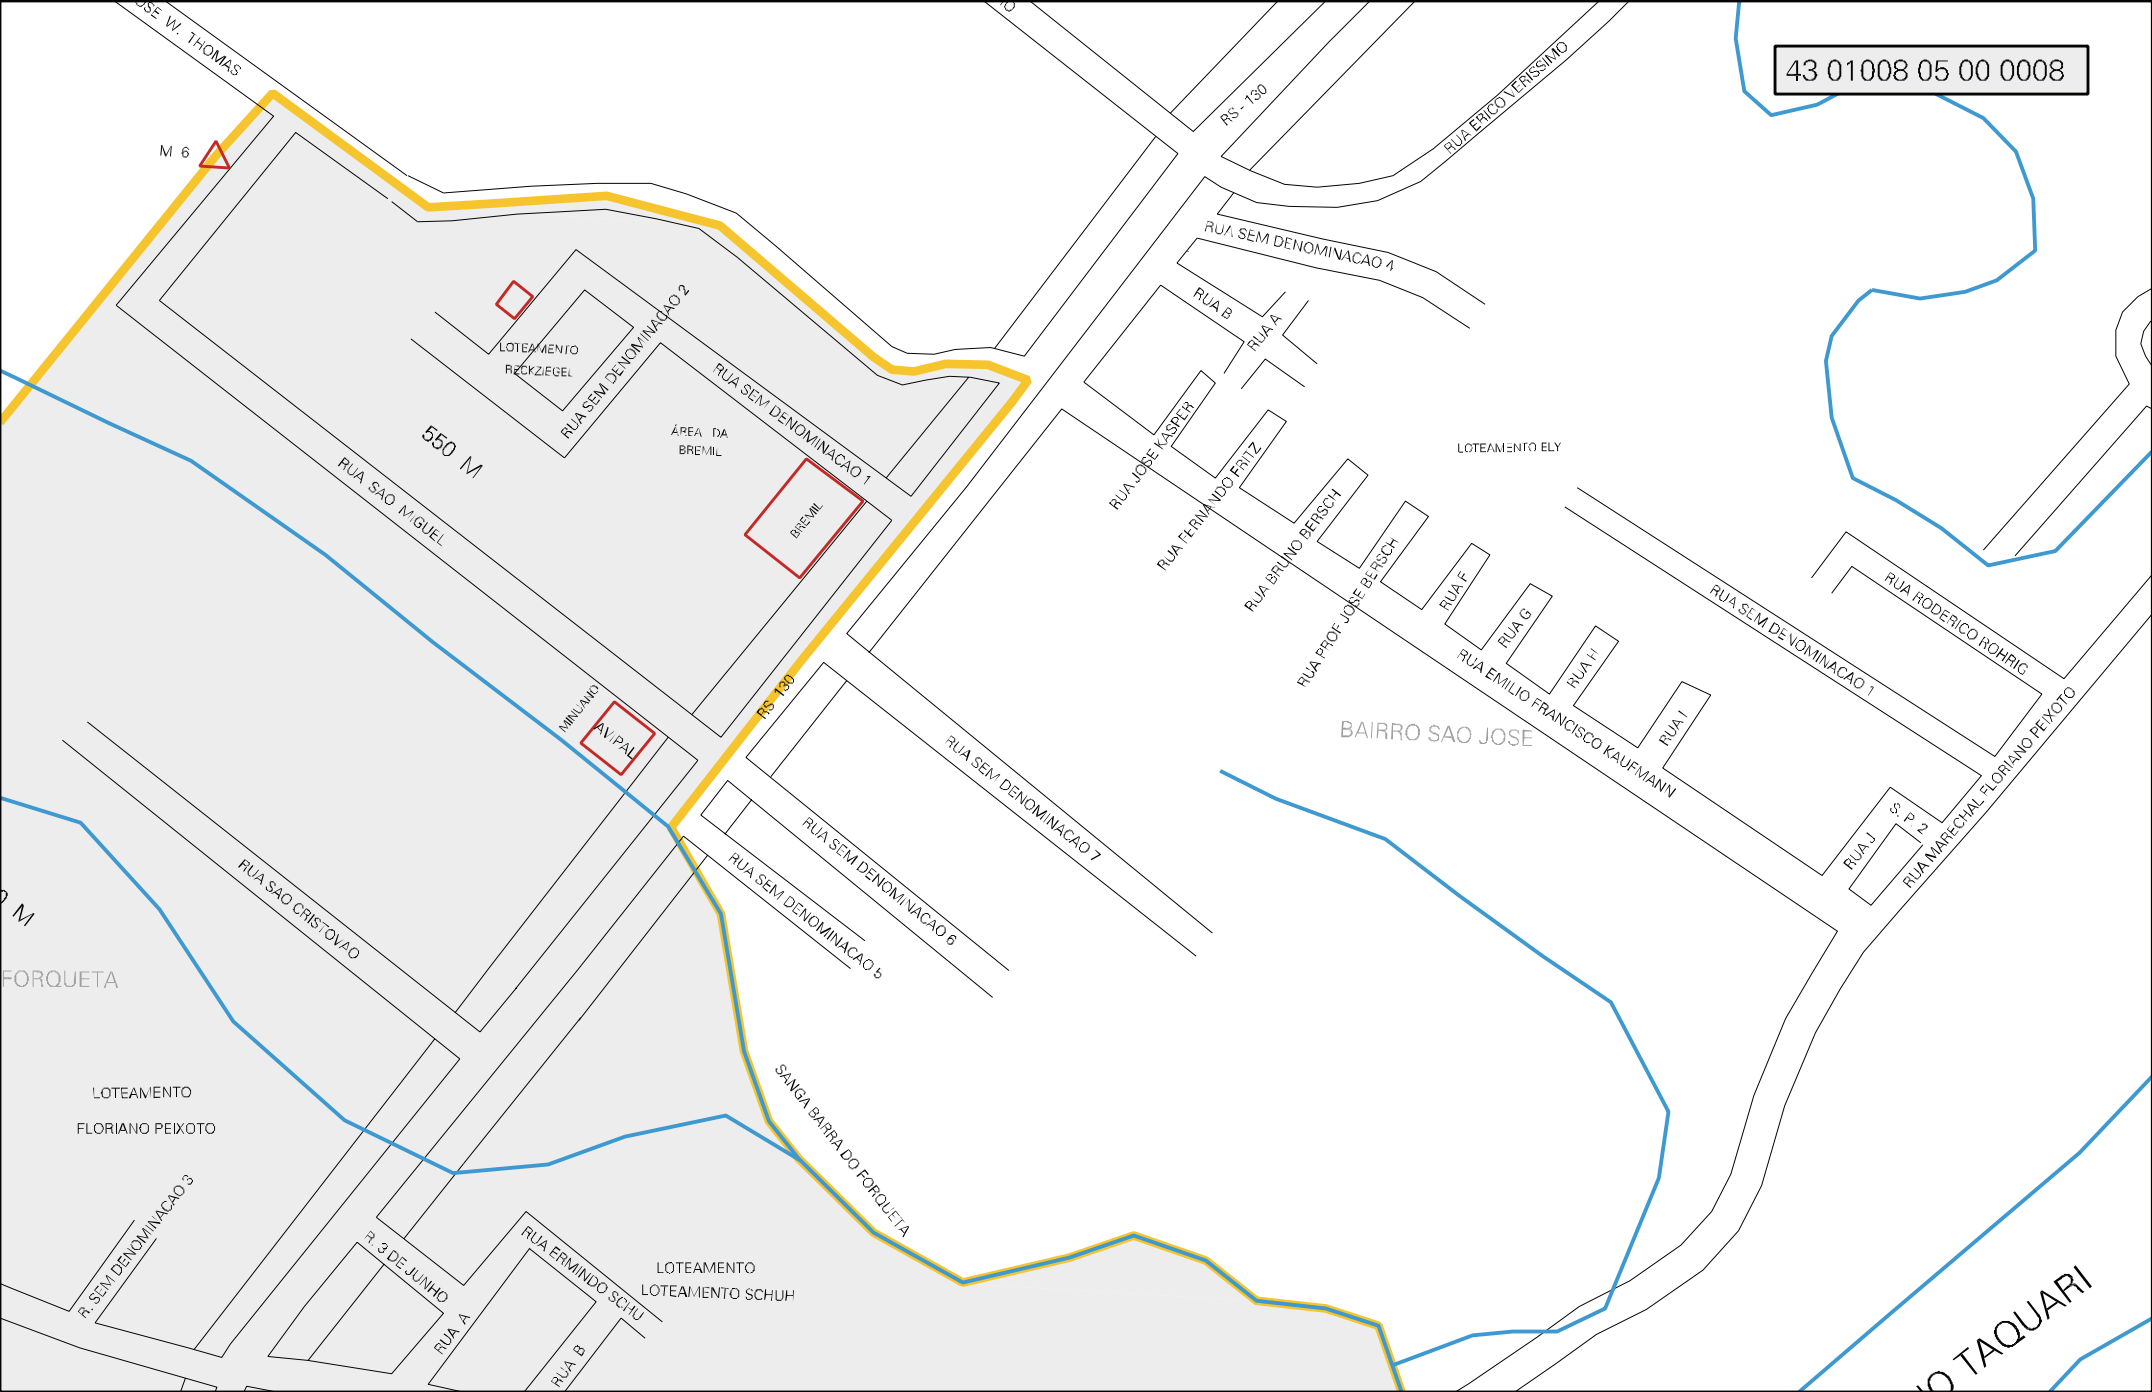 OSE W. THOMAS
RS - 130
RUA ERICO VERISSIMO
43 01008 05 00 0008
M 6
RUA SEM DENOMINACAO 4
RUA B
RUA A
LOTEAMENTO
RECKZIEGEL
RUA SEM DENOMINACAO 2
RUA SEM DENOMINACAO 1
ÁREA DA
BREMIL
550 M
RUA SAO MIGUEL
BREMIL
RUA JOSE KASPER
RUA FERNANDO FRITZ
RUA BRUNO BERSCH
RUA PROF JOSE BERSCH
LOTEAMENTO ELY
RUA F
RUA G
RUA H
RUA I
RUA SEM DENOMINACAO 1
RUA RODERICO ROHRIG
RUA EMILIO FRANCISCO KAUFMANN
BAIRRO SAO JOSE
RUA MARECHAL FLORIANO PEIXOTO
S. P. 2
RUA J
MINUANO
AVIPAL
RS 130
RUA SEM DENOMINACAO 7
RUA SEM DENOMINACAO 6
RUA SEM DENOMINACAO 5
RUA SAO CRISTOVAO
0 M
FORQUETA
LOTEAMENTO
FLORIANO PEIXOTO
SANGA BARRA DO FORQUETA
R. SEM DENOMINACAO 3
R. 3 DE JUNHO
RUA ERMINDO SCHU
LOTEAMENTO
LOTEAMENTO SCHUH
RUA A
RUA B
IO TAQUARI